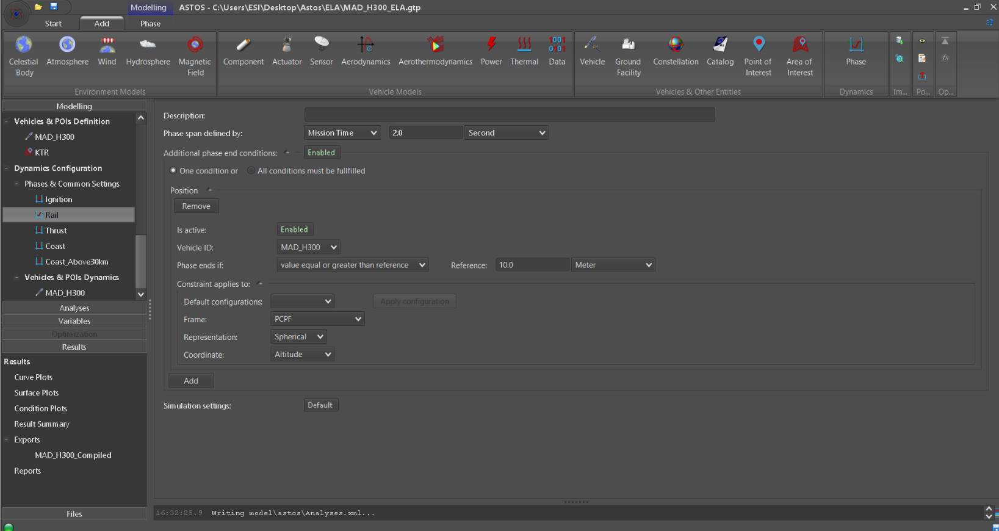 Modelling ASTOS - C:\Users\ESI\Desktop\Astos\ELA\MAD_H300_ELA.gtp
Start Add Phase
Celestial Body Atmosphere Wind Hydrosphere Magnetic Field Component Actuator Sensor Aerodynamics Aerothermodynamics Power Thermal Data Vehicle Ground Facility Constellation Catalog Point of Interest Area of Interest Phase
Environment Models Vehicle Models Vehicles & Other Entities Dynamics Im... Po... Op...
Modelling
Vehicles & POIs Definition
MAD_H300
KTR
Dynamics Configuration
Phases & Common Settings
Ignition
Rail
Thrust
Coast
Coast_Above30km
Vehicles & POIs Dynamics
MAD_H300
Analyses
Variables
Optimization
Results
Results
Curve Plots
Surface Plots
Condition Plots
Result Summary
Exports
MAD_H300_Compiled
Reports
Files
Description:
Phase span defined by: Mission Time 2.0 Second
Additional phase end conditions: Enabled
One condition or All conditions must be fullfilled
Position
Remove
Is active: Enabled
Vehicle ID: MAD_H300
Phase ends if: value equal or greater than reference Reference: 10.0 Meter
Constraint applies to:
Default configurations: Apply configuration
Frame: PCPF
Representation: Spherical
Coordinate: Altitude
Add
Simulation settings: Default
16:32:25.9 Writing model\astos\Analyses.xml...